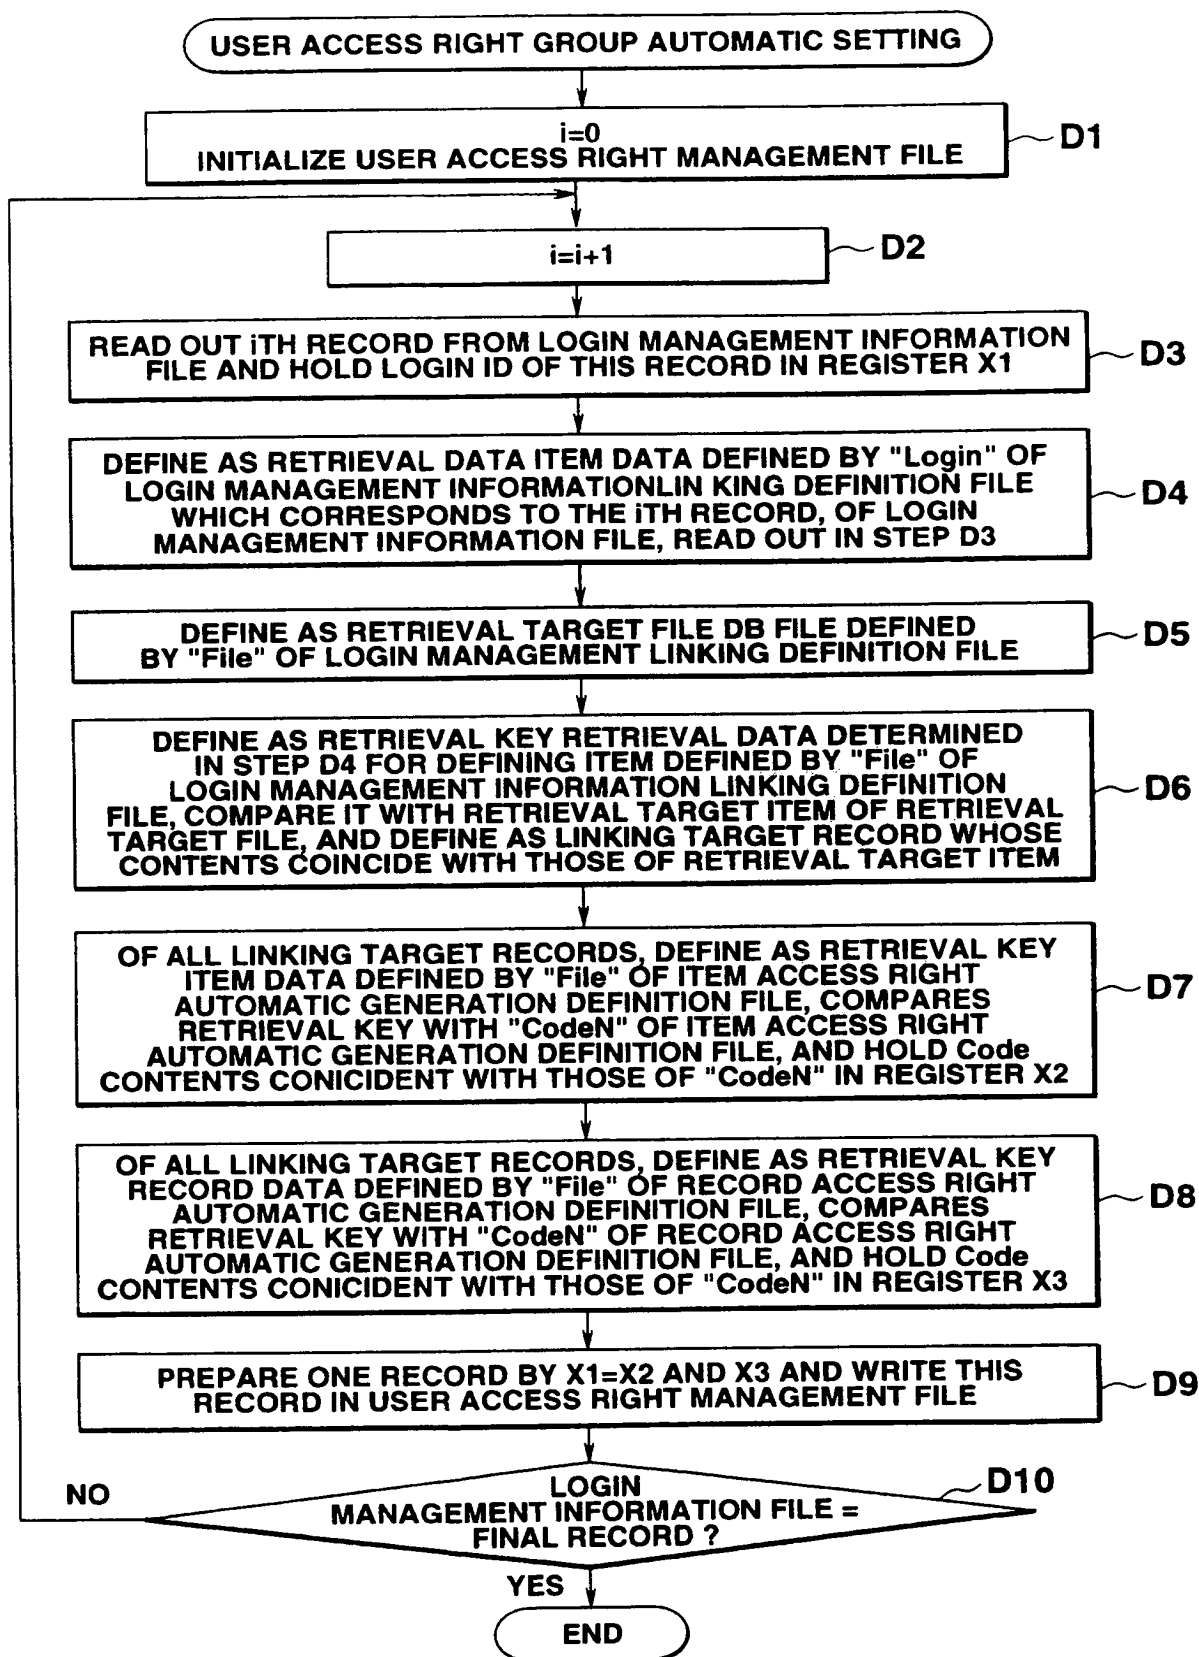 USER ACCESS RIGHT GROUP AUTOMATIC SETTING
i=0
INITIALIZE USER ACCESS RIGHT MANAGEMENT FILE
D1
i=i+1
D2
READ OUT iTH RECORD FROM LOGIN MANAGEMENT INFORMATION
FILE AND HOLD LOGIN ID OF THIS RECORD IN REGISTER X1
D3
DEFINE AS RETRIEVAL DATA ITEM DATA DEFINED BY "Login" OF
LOGIN MANAGEMENT INFORMATIONLIN KING DEFINITION FILE
WHICH CORRESPONDS TO THE iTH RECORD, OF LOGIN
MANAGEMENT INFORMATION FILE, READ OUT IN STEP D3
D4
DEFINE AS RETRIEVAL TARGET FILE DB FILE DEFINED
BY "File" OF LOGIN MANAGEMENT LINKING DEFINITION FILE
D5
DEFINE AS RETRIEVAL KEY RETRIEVAL DATA DETERMINED
IN STEP D4 FOR DEFINING ITEM DEFINED BY "File" OF
LOGIN MANAGEMENT INFORMATION LINKING DEFINITION
FILE, COMPARE IT WITH RETRIEVAL TARGET ITEM OF RETRIEVAL
TARGET FILE, AND DEFINE AS LINKING TARGET RECORD WHOSE
CONTENTS COINCIDE WITH THOSE OF RETRIEVAL TARGET ITEM
D6
OF ALL LINKING TARGET RECORDS, DEFINE AS RETRIEVAL KEY
ITEM DATA DEFINED BY "File" OF ITEM ACCESS RIGHT
AUTOMATIC GENERATION DEFINITION FILE, COMPARES
RETRIEVAL KEY WITH "CodeN" OF ITEM ACCESS RIGHT
AUTOMATIC GENERATION DEFINITION FILE, AND HOLD Code
CONTENTS CONICIDENT WITH THOSE OF "CodeN" IN REGISTER X2
D7
OF ALL LINKING TARGET RECORDS, DEFINE AS RETRIEVAL KEY
RECORD DATA DEFINED BY "File" OF RECORD ACCESS RIGHT
AUTOMATIC GENERATION DEFINITION FILE, COMPARES
RETRIEVAL KEY WITH "CodeN" OF RECORD ACCESS RIGHT
AUTOMATIC GENERATION DEFINITION FILE, AND HOLD Code
CONTENTS CONICIDENT WITH THOSE OF "CodeN" IN REGISTER X3
D8
PREPARE ONE RECORD BY X1=X2 AND X3 AND WRITE THIS
RECORD IN USER ACCESS RIGHT MANAGEMENT FILE
D9
LOGIN
MANAGEMENT INFORMATION FILE =
FINAL RECORD ?
D10
NO
YES
END